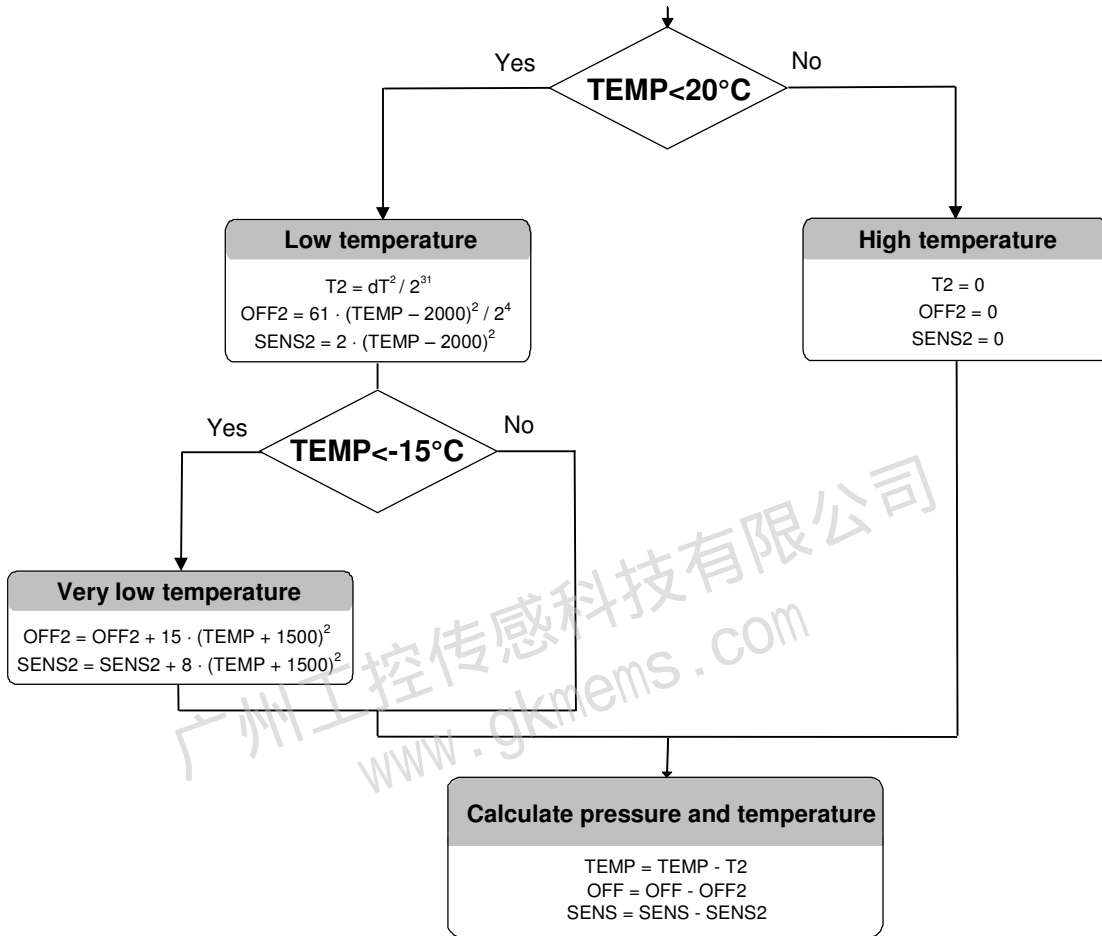 Yes
No
TEMP<20°C
Low temperature
T2 = dT² / 2³¹
OFF2 = 61 · (TEMP – 2000)² / 2⁴
SENS2 = 2 · (TEMP – 2000)²
High temperature
T2 = 0
OFF2 = 0
SENS2 = 0
Yes
No
TEMP<-15°C
Very low temperature
OFF2 = OFF2 + 15 · (TEMP + 1500)²
SENS2 = SENS2 + 8 · (TEMP + 1500)²
广州工控传感科技有限公司
www.gkmems.com
Calculate pressure and temperature
TEMP = TEMP - T2
OFF = OFF - OFF2
SENS = SENS - SENS2